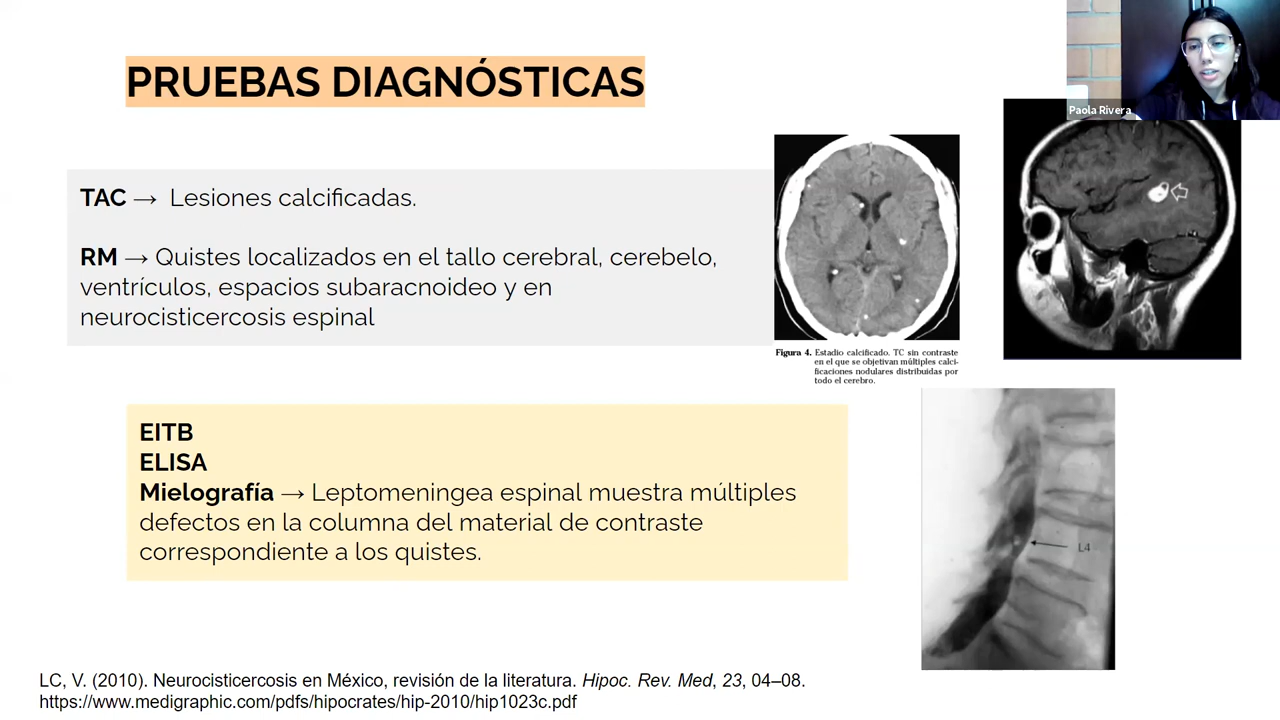 PRUEBAS DIAGNÓSTICAS
Paola Rivera
TAC → Lesiones calcificadas.
RM → Quistes localizados en el tallo cerebral, cerebelo,
ventrículos, espacios subaracnoideo y en
neurocisticercosis espinal
Figura 4. Estadio calcificado. TC sin contraste
en el que se objetivan múltiples calci-
ficaciones nodulares distribuidas por
todo el cerebro.
EITB
ELISA
Mielografía → Leptomeningea espinal muestra múltiples
defectos en la columna del material de contraste
correspondiente a los quistes.
L4
LC, V. (2010). Neurocisticercosis en México, revisión de la literatura. Hipoc. Rev. Med, 23, 04–08.
https://www.medigraphic.com/pdfs/hipocrates/hip-2010/hip1023c.pdf